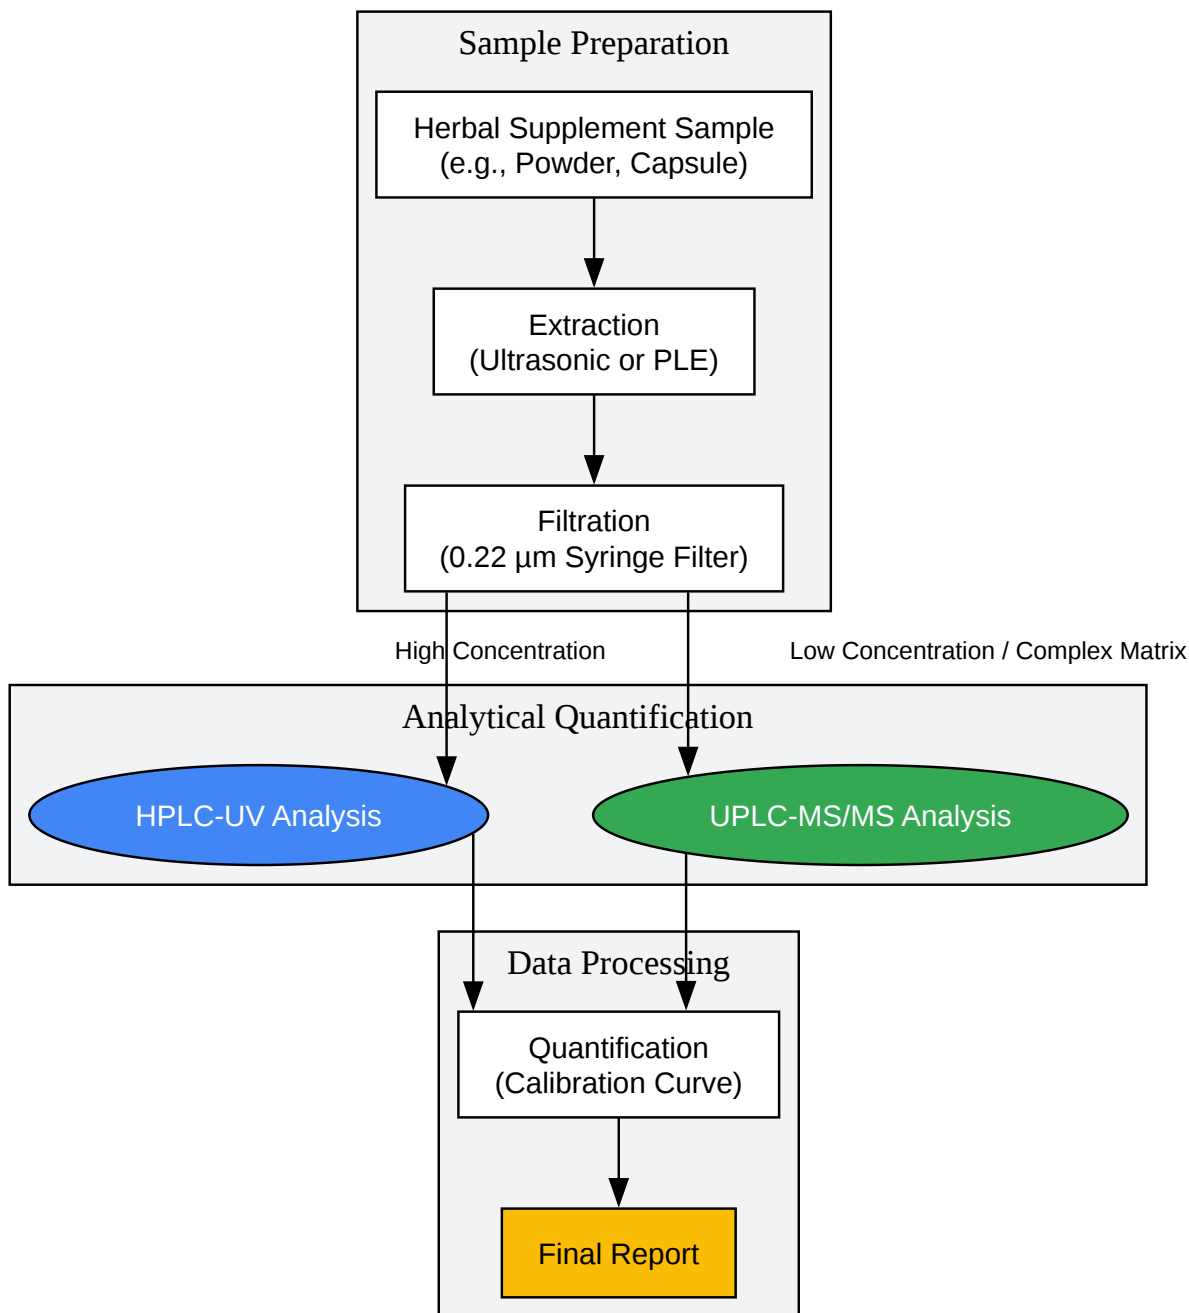 Sample Preparation
Herbal Supplement Sample
(e.g., Powder, Capsule)
Extraction
(Ultrasonic or PLE)
Filtration
(0.22 µm Syringe Filter)
High Concentration
Low Concentration / Complex Matrix
Analytical Quantification
HPLC-UV Analysis
UPLC-MS/MS Analysis
Data Processing
Quantification
(Calibration Curve)
Final Report